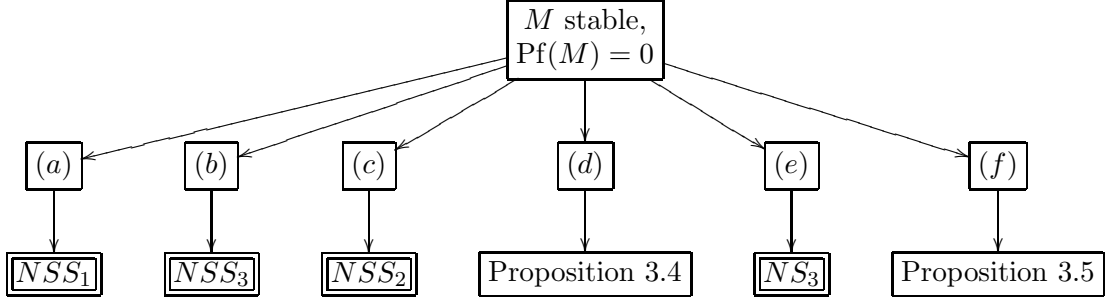 M stable,
Pf(M) = 0
(a) (b) (c) (d) (e) (f)
NSS₁ NSS₃ NSS₂ Proposition 3.4 NS₃ Proposition 3.5